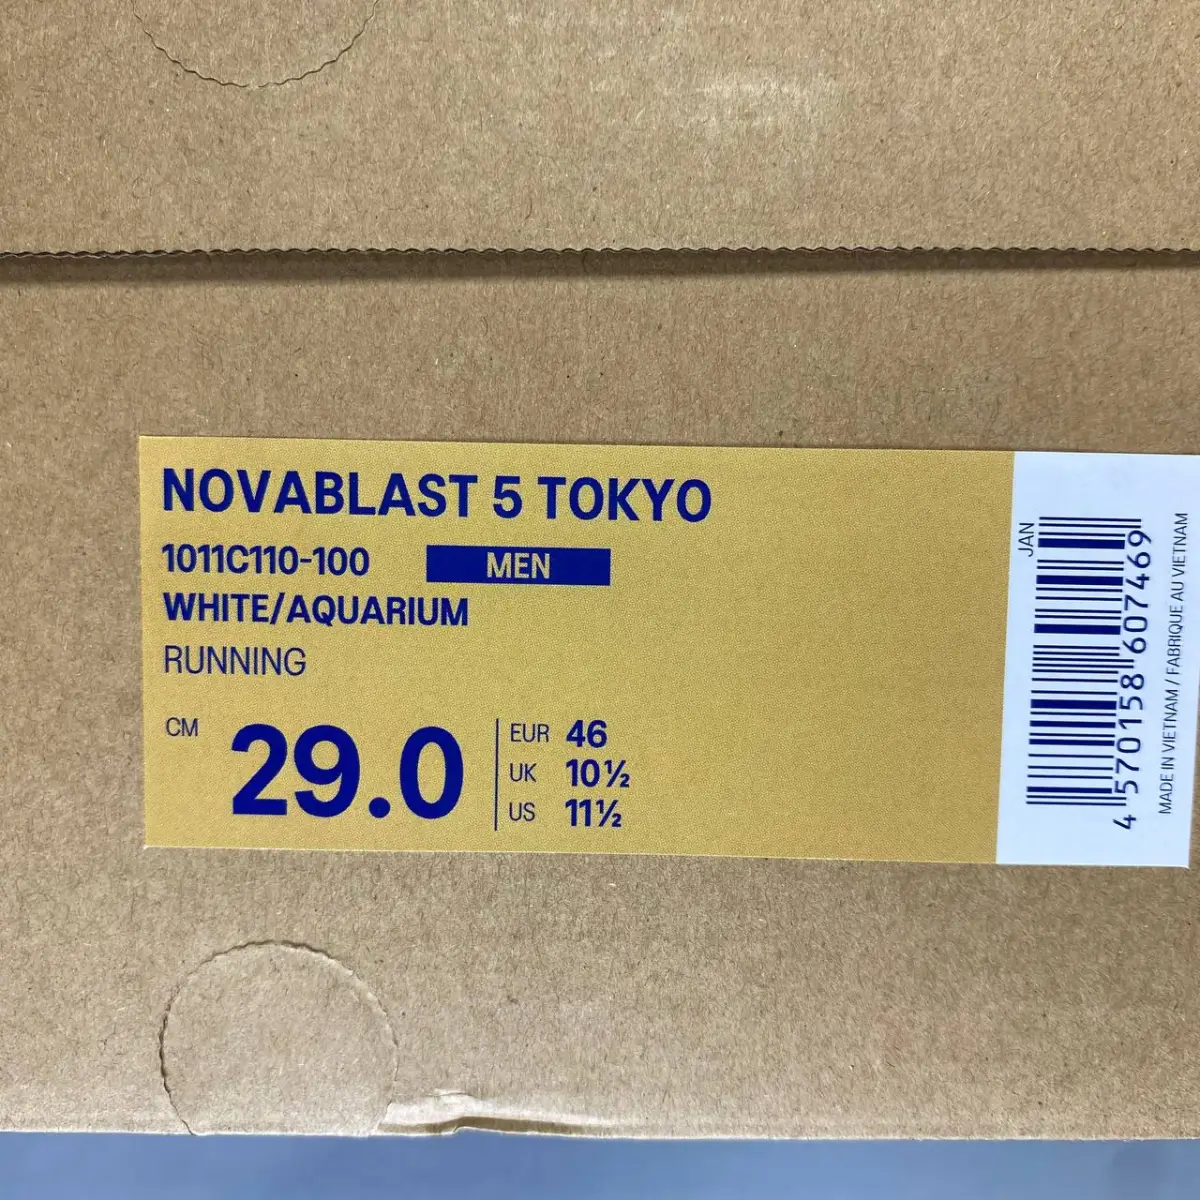 NOVABLAST 5 TOKYO
1011C110-100 MEN
WHITE/AQUARIUM
RUNNING
CM 29.0
EUR 46
UK 10½
US 11½
JAN
4 570158 607469
MADE IN VIETNAM / FABRIQUE AU VIETNAM